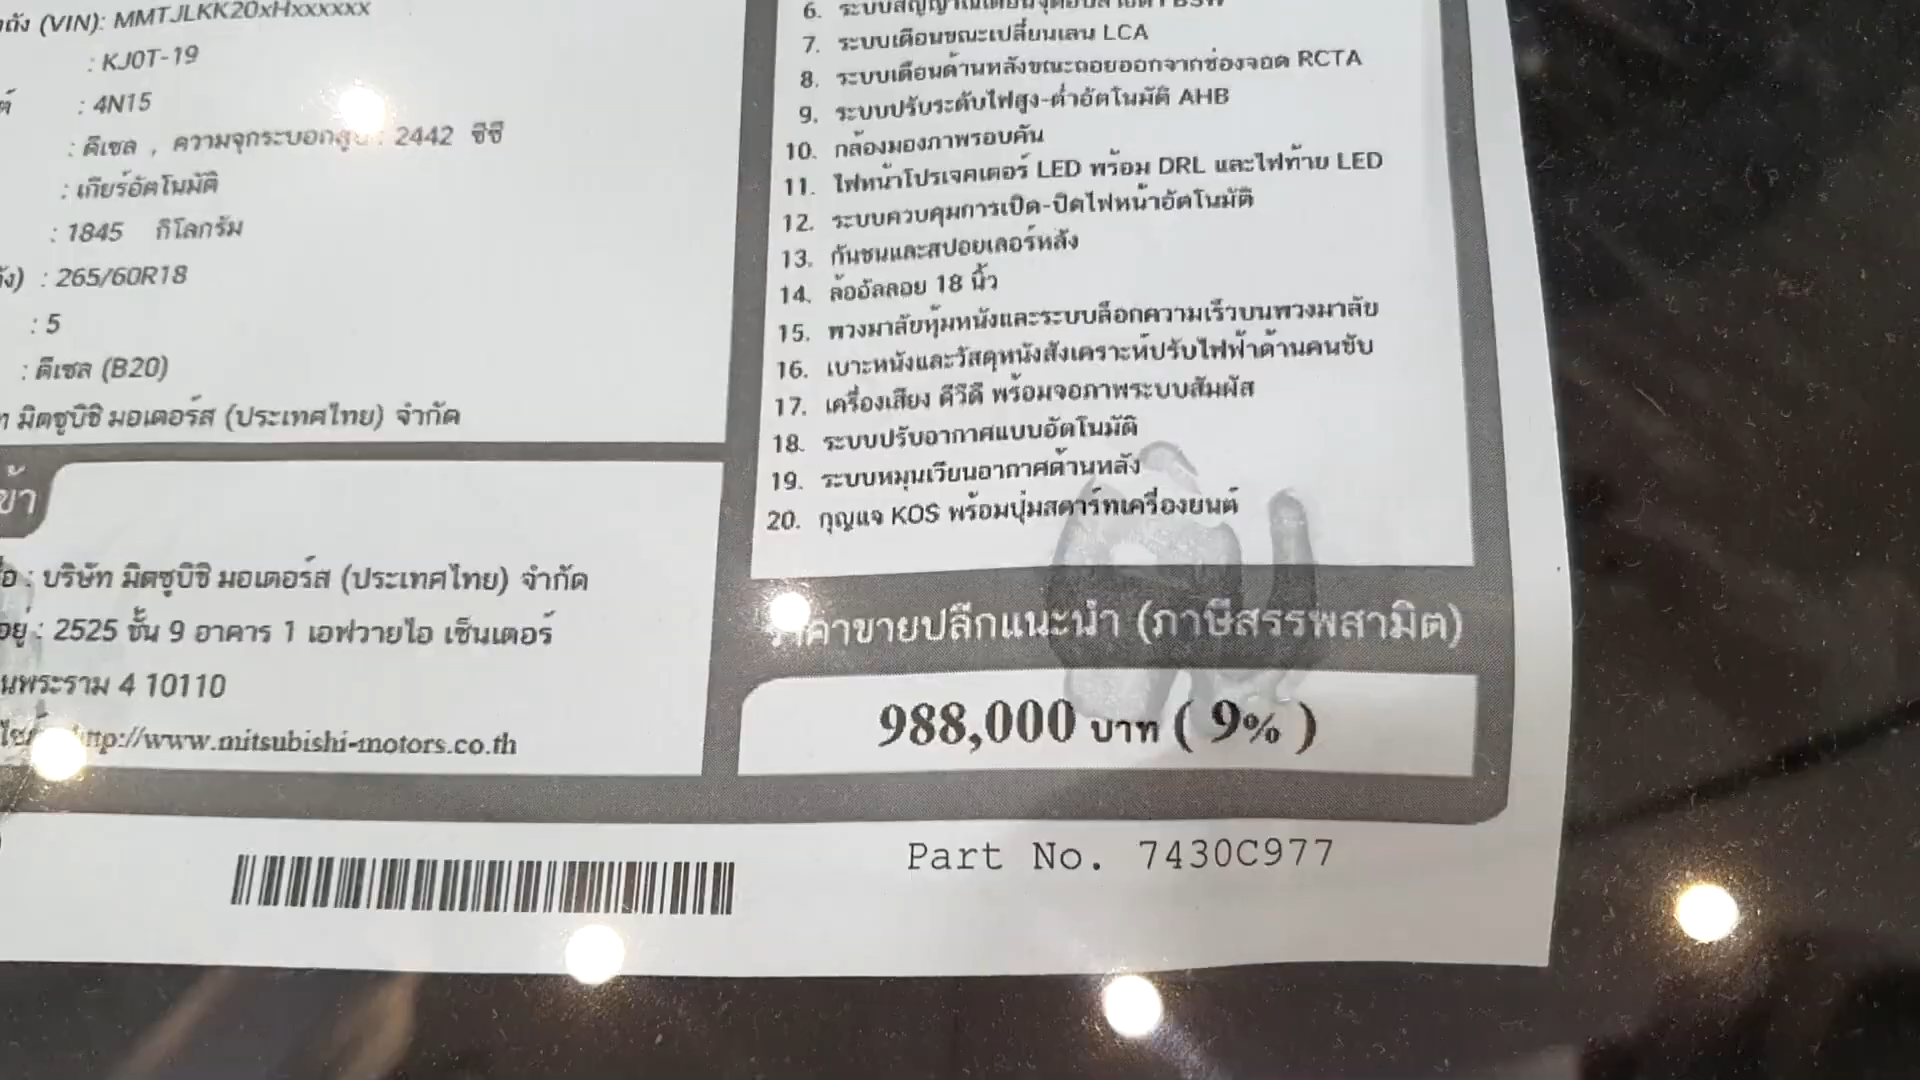 (VIN): MMTJLKK20xHxxxxxx
: KJ0T-19
: 4N15
: ดีเซล , ความจุกระบอกสูบ : 2442 ซีซี
: เกียร์อัตโนมัติ
: 1845 กิโลกรัม
: 265/60R18
: 5
: ดีเซล (B20)
มิตซูบิชิ มอเตอร์ส (ประเทศไทย) จำกัด
: บริษัท มิตซูบิชิ มอเตอร์ส (ประเทศไทย) จำกัด
: 2525 ชั้น 9 อาคาร 1 เอฟวายไอ เซ็นเตอร์
พระราม 4 10110
ttp://www.mitsubishi-motors.co.th
6.
7. ระบบเตือนขณะเปลี่ยนเลน LCA
8. ระบบเตือนด้านหลังขณะถอยออกจากช่องจอด RCTA
9. ระบบปรับระดับไฟสูง-ต่ำอัตโนมัติ AHB
10. กล้องมองภาพรอบคัน
11. ไฟหน้าโปรเจคเตอร์ LED พร้อม DRL และไฟท้าย LED
12. ระบบควบคุมการเปิด-ปิดไฟหน้าอัตโนมัติ
13. กันชนและสปอยเลอร์หลัง
14. ล้ออัลลอย 18 นิ้ว
15. พวงมาลัยหุ้มหนังและระบบล็อกความเร็วบนพวงมาลัย
16. เบาะหนังและวัสดุหนังสังเคราะห์ปรับไฟฟ้าด้านคนขับ
17. เครื่องเสียง ดีวีดี พร้อมจอภาพระบบสัมผัส
18. ระบบปรับอากาศแบบอัตโนมัติ
19. ระบบหมุนเวียนอากาศด้านหลัง
20. กุญแจ KOS พร้อมปุ่มสตาร์ทเครื่องยนต์
ราคาขายปลีกแนะนำ (ภาษีสรรพสามิต)
988,000 บาท ( 9% )
Part No. 7430C977